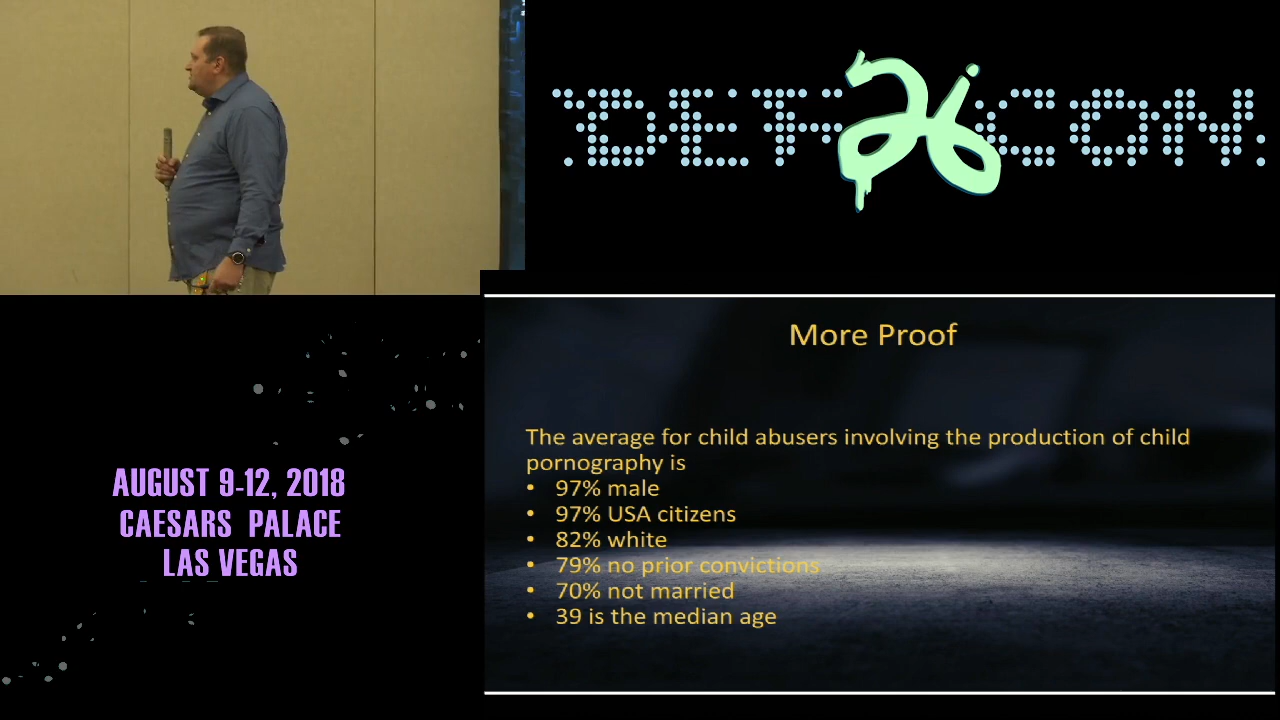 DEF 26 CON
More Proof
The average for child abusers involving the production of child
pornography is
• 97% male
• 97% USA citizens
• 82% white
• 79% no prior convictions
• 70% not married
• 39 is the median age
AUGUST 9-12, 2018
CAESARS PALACE
LAS VEGAS